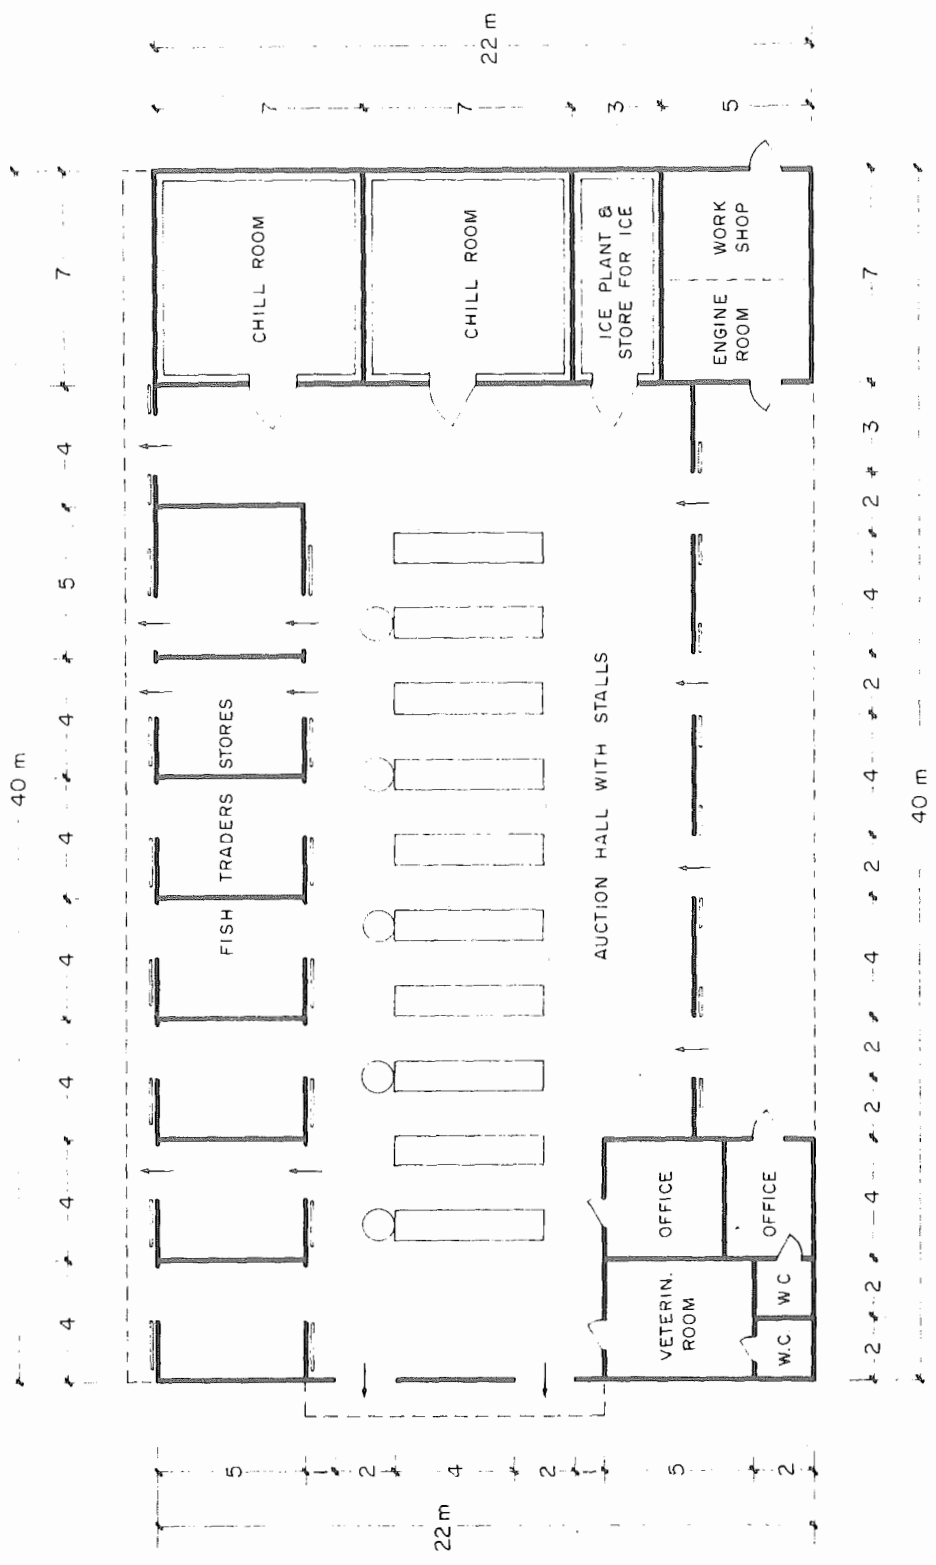 40 m
4 4 4 4 4 4 5 4 7
FISH TRADERS STORES
CHILL ROOM
CHILL ROOM
ICE PLANT &
STORE FOR ICE
AUCTION HALL WITH STALLS
OFFICE
VETERIN.
ROOM
OFFICE
W.C.
WC
ENGINE
ROOM
WORK
SHOP
22 m
5 1 2 4 2 1 5 2
7 7 3 5
22 m
2 2 4 2 2 4 2 4 2 4 2 3 7
40 m